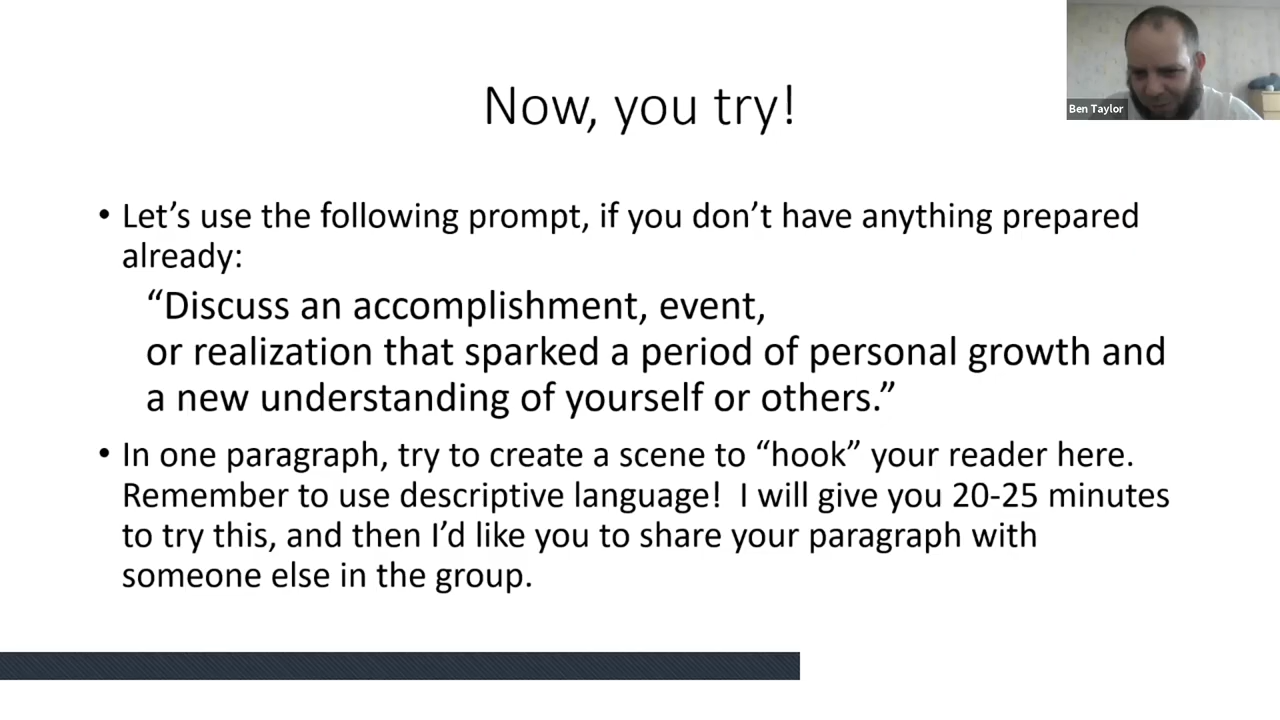 Ben Taylor
Now, you try!
• Let’s use the following prompt, if you don’t have anything prepared
already:
“Discuss an accomplishment, event,
or realization that sparked a period of personal growth and
a new understanding of yourself or others.”
• In one paragraph, try to create a scene to “hook” your reader here.
Remember to use descriptive language!  I will give you 20-25 minutes
to try this, and then I’d like you to share your paragraph with
someone else in the group.